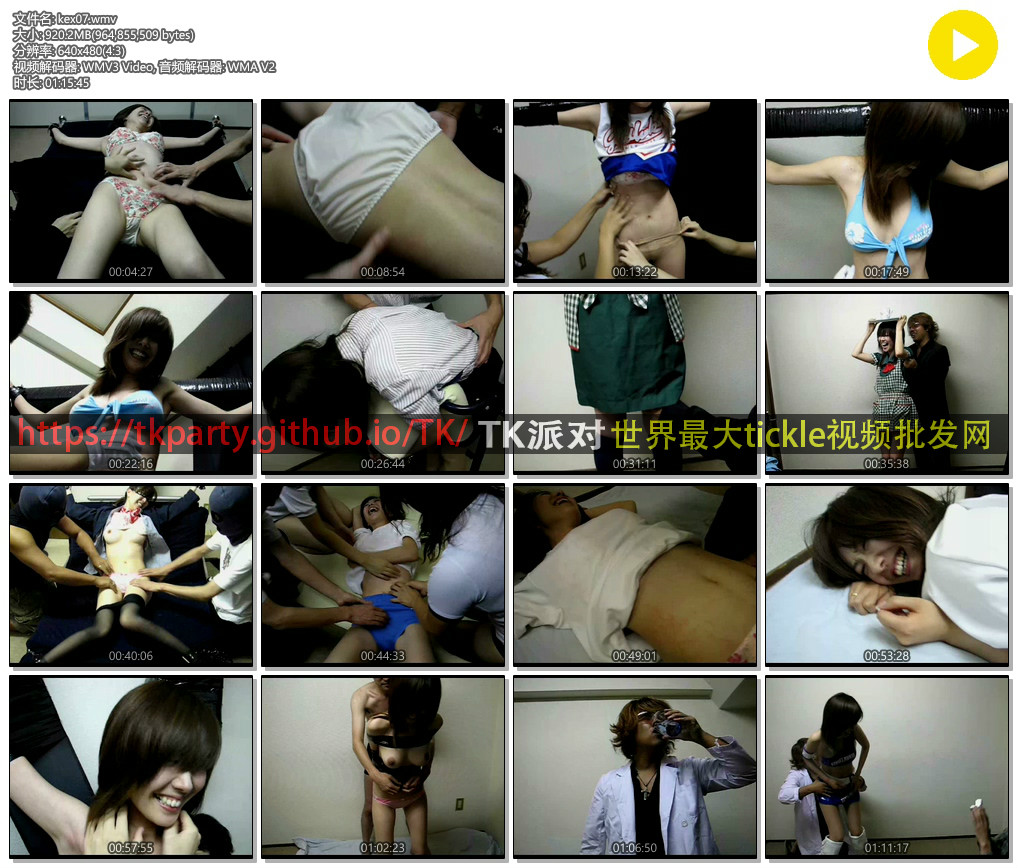 文件名: kex07.wmv
大小: 920.2MB(964,855,509 bytes)
分辨率: 640x480(4:3)
视频解码器: WMV3 Video, 音频解码器: WMA V2
时长: 01:15:45
00:04:27 00:08:54 00:13:22 00:17:49
00:22:16 00:26:44 00:31:11 00:35:38
https://tkparty.github.io/TK/ TK派对 世界最大tickle视频批发网
00:40:06 00:44:33 00:49:01 00:53:28
00:57:55 01:02:23 01:06:50 01:11:17